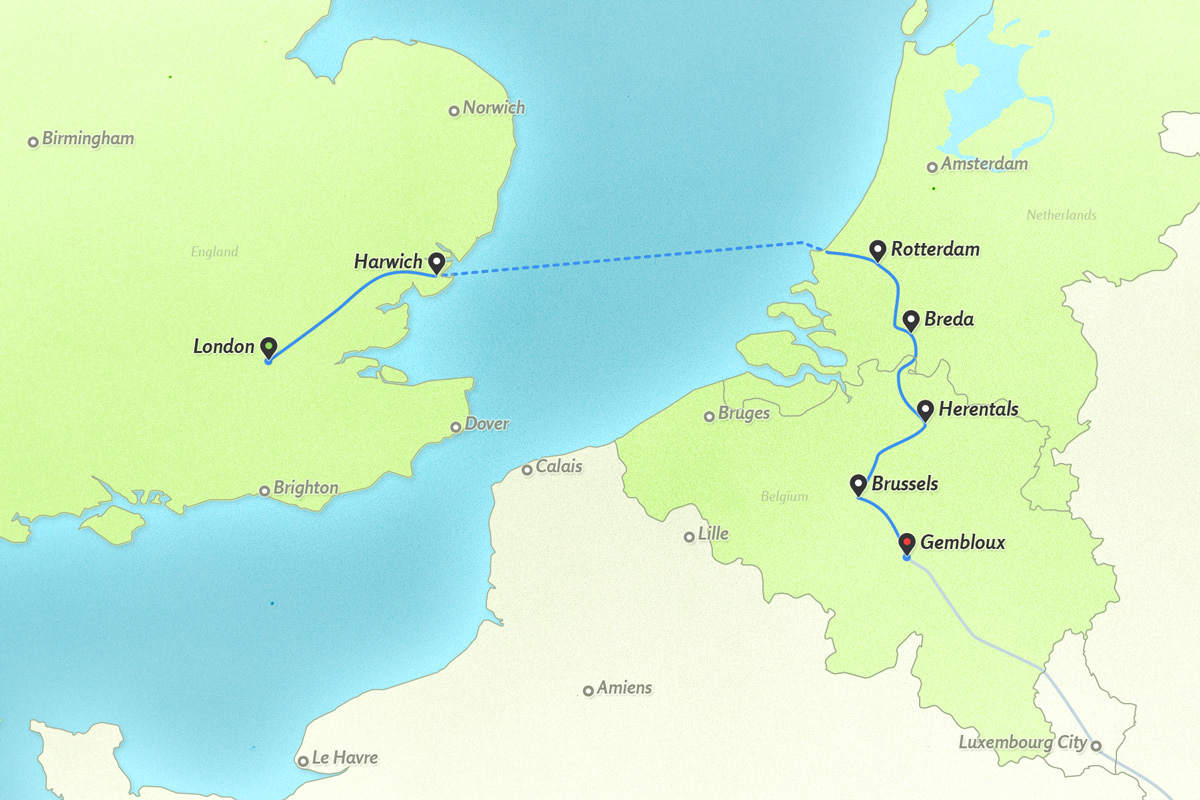 Norwich
Birmingham
Amsterdam
Netherlands
England
Harwich
Rotterdam
Breda
London
Herentals
Bruges
Dover
Calais
Brussels
Brighton
Belgium
Lille
Gembloux
Amiens
Luxembourg City
Le Havre